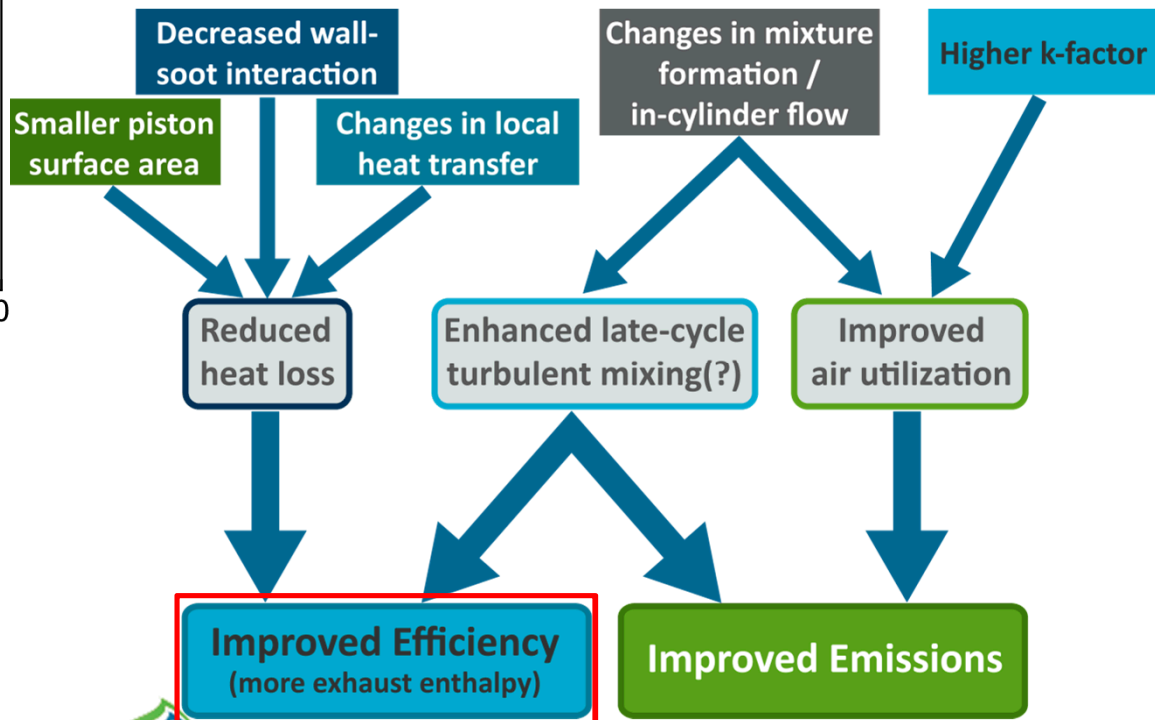 Decreased wall-
soot interaction
Smaller piston
surface area
Changes in local
heat transfer
Changes in mixture
formation /
in-cylinder flow
Higher k-factor
0
Reduced
heat loss
Enhanced late-cycle
turbulent mixing(?)
Improved
air utilization
Improved Efficiency
(more exhaust enthalpy)
Improved Emissions